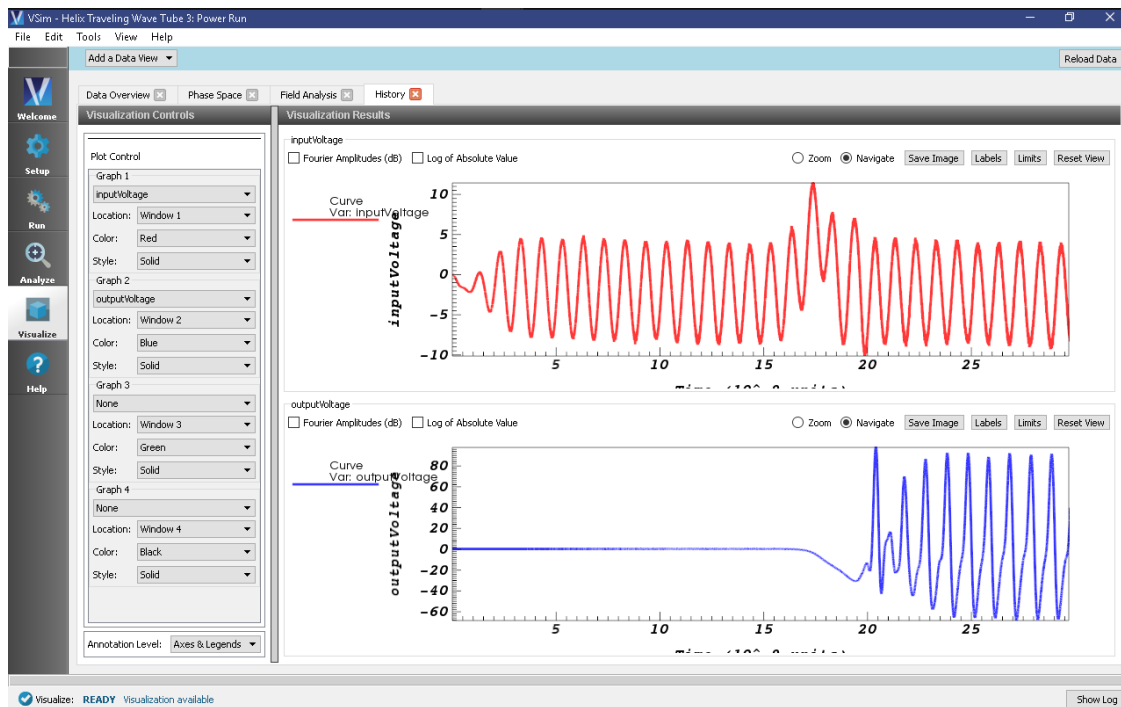 VSim - Helix Traveling Wave Tube 3: Power Run
File Edit Tools View Help
Add a Data View
Reload Data
Welcome
Setup
Run
Analyze
Visualize
Help
Data Overview
Phase Space
Field Analysis
History
Visualization Controls
Plot Control
Graph 1
inputVoltage
Location: Window 1
Color: Red
Style: Solid
Graph 2
outputVoltage
Location: Window 2
Color: Blue
Style: Solid
Graph 3
None
Location: Window 3
Color: Green
Style: Solid
Graph 4
None
Location: Window 4
Color: Black
Style: Solid
Annotation Level: Axes & Legends
Visualization Results
inputVoltage
Fourier Amplitudes (dB) Log of Absolute Value Zoom Navigate Save Image Labels Limits Reset View
Curve
Var: inputVoltage
inputVoltage
10
5
0
-5
-10
5 10 15 20 25
outputVoltage
Fourier Amplitudes (dB) Log of Absolute Value Zoom Navigate Save Image Labels Limits Reset View
Curve
Var: outputVoltage
outputVoltage
80
60
40
20
0
-20
-40
-60
5 10 15 20 25
Visualize: READY Visualization available
Show Log